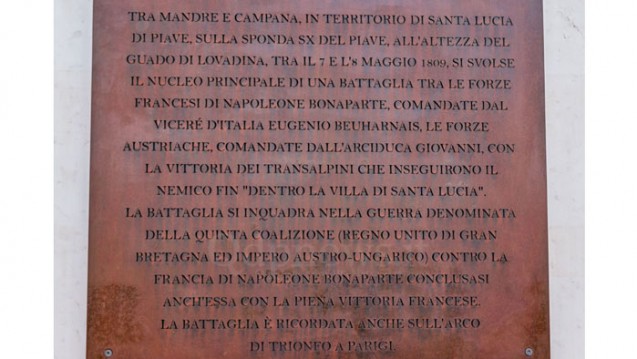 TRA MANDRE E CAMPANA, IN TERRITORIO DI SANTA LUCIA
DI PIAVE, SULLA SPONDA SX DEL PIAVE, ALL'ALTEZZA DEL
GUADO DI LOVADINA, TRA IL 7 E L'8 MAGGIO 1809, SI SVOLSE
IL NUCLEO PRINCIPALE DI UNA BATTAGLIA TRA LE FORZE
FRANCESI DI NAPOLEONE BONAPARTE, COMANDATE DAL
VICERÉ D'ITALIA EUGENIO BEUHARNAIS, LE FORZE
AUSTRIACHE, COMANDATE DALL'ARCIDUCA GIOVANNI, CON
LA VITTORIA DEI TRANSALPINI CHE INSEGUIRONO IL
NEMICO FIN "DENTRO LA VILLA DI SANTA LUCIA".
LA BATTAGLIA SI INQUADRA NELLA GUERRA DENOMINATA
DELLA QUINTA COALIZIONE (REGNO UNITO DI GRAN
BRETAGNA ED IMPERO AUSTRO-UNGARICO) CONTRO LA
FRANCIA DI NAPOLEONE BONAPARTE CONCLUSASI
ANCH'ESSA CON LA PIENA VITTORIA FRANCESE.
LA BATTAGLIA È RICORDATA ANCHE SULL'ARCO
DI TRIONFO A PARIGI.